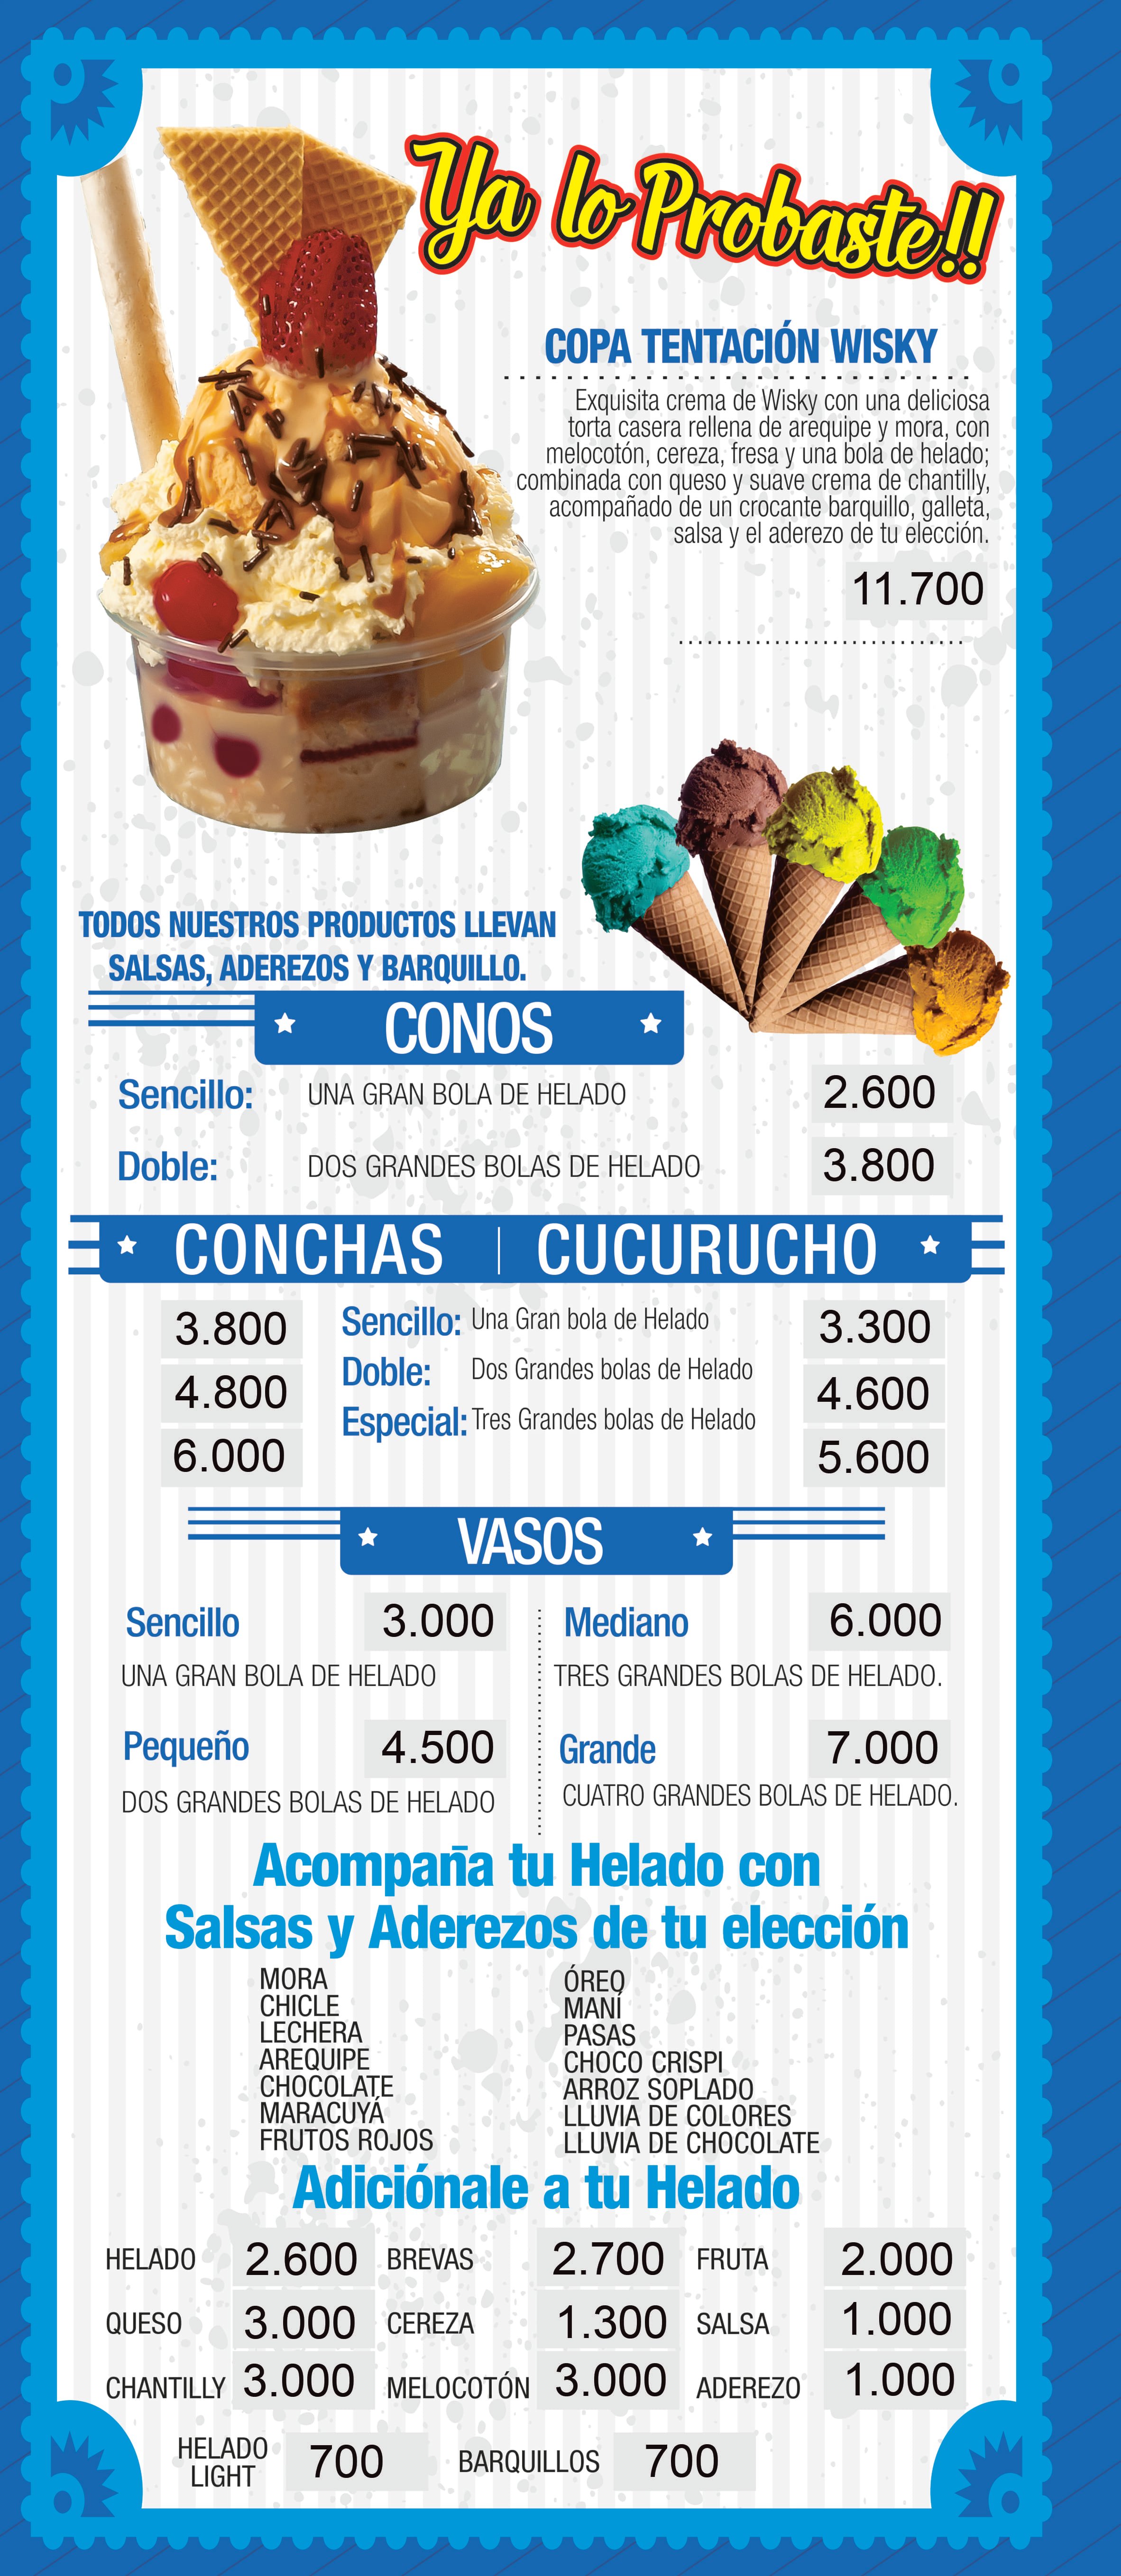 Ya lo Probaste!!
COPA TENTACIÓN WISKY
Exquisita crema de Wisky con una deliciosa
torta casera rellena de arequipe y mora, con
melocotón, cereza, fresa y una bola de helado;
combinada con queso y suave crema de chantilly,
acompañado de un crocante barquillo, galleta,
salsa y el aderezo de tu elección.
11.700
TODOS NUESTROS PRODUCTOS LLEVAN
SALSAS, ADEREZOS Y BARQUILLO.
CONOS
Sencillo: UNA GRAN BOLA DE HELADO 2.600
Doble: DOS GRANDES BOLAS DE HELADO 3.800
CONCHAS | CUCURUCHO
3.800 Sencillo: Una Gran bola de Helado 3.300
4.800 Doble: Dos Grandes bolas de Helado 4.600
6.000 Especial: Tres Grandes bolas de Helado 5.600
VASOS
Sencillo 3.000
UNA GRAN BOLA DE HELADO
Pequeño 4.500
DOS GRANDES BOLAS DE HELADO
Mediano 6.000
TRES GRANDES BOLAS DE HELADO.
Grande 7.000
CUATRO GRANDES BOLAS DE HELADO.
Acompaña tu Helado con
Salsas y Aderezos de tu elección
MORA
CHICLE
LECHERA
AREQUIPE
CHOCOLATE
MARACUYÁ
FRUTOS ROJOS
ÓREO
MANÍ
PASAS
CHOCO CRISPI
ARROZ SOPLADO
LLUVIA DE COLORES
LLUVIA DE CHOCOLATE
Adiciónale a tu Helado
HELADO 2.600 BREVAS 2.700 FRUTA 2.000
QUESO 3.000 CEREZA 1.300 SALSA 1.000
CHANTILLY 3.000 MELOCOTÓN 3.000 ADEREZO 1.000
HELADO
LIGHT 700 BARQUILLOS 700